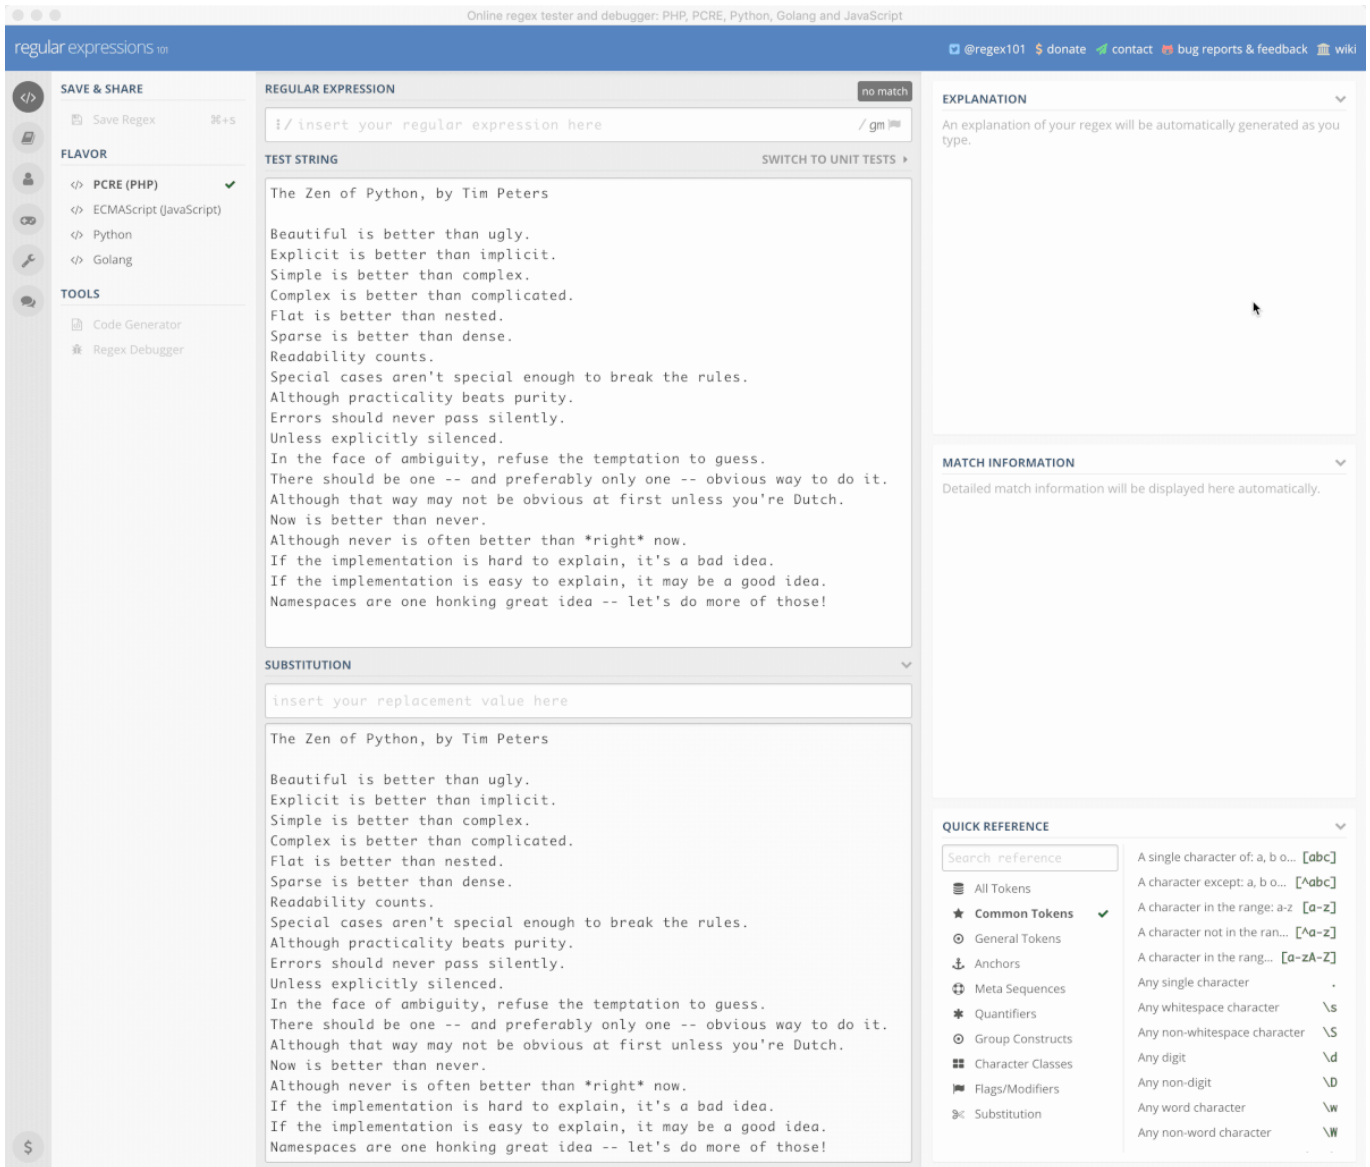 Online regex tester and debugger: PHP, PCRE, Python, Golang and JavaScript
regular expressions 101
@regex101 $ donate contact bug reports & feedback wiki
SAVE & SHARE
Save Regex ⌘+s
FLAVOR
</> PCRE (PHP)
</> ECMAScript (JavaScript)
</> Python
</> Golang
TOOLS
Code Generator
Regex Debugger
$
REGULAR EXPRESSION
no match
/ insert your regular expression here / gm
TEST STRING
SWITCH TO UNIT TESTS
The Zen of Python, by Tim Peters
Beautiful is better than ugly.
Explicit is better than implicit.
Simple is better than complex.
Complex is better than complicated.
Flat is better than nested.
Sparse is better than dense.
Readability counts.
Special cases aren't special enough to break the rules.
Although practicality beats purity.
Errors should never pass silently.
Unless explicitly silenced.
In the face of ambiguity, refuse the temptation to guess.
There should be one -- and preferably only one -- obvious way to do it.
Although that way may not be obvious at first unless you're Dutch.
Now is better than never.
Although never is often better than *right* now.
If the implementation is hard to explain, it's a bad idea.
If the implementation is easy to explain, it may be a good idea.
Namespaces are one honking great idea -- let's do more of those!
SUBSTITUTION
insert your replacement value here
The Zen of Python, by Tim Peters
Beautiful is better than ugly.
Explicit is better than implicit.
Simple is better than complex.
Complex is better than complicated.
Flat is better than nested.
Sparse is better than dense.
Readability counts.
Special cases aren't special enough to break the rules.
Although practicality beats purity.
Errors should never pass silently.
Unless explicitly silenced.
In the face of ambiguity, refuse the temptation to guess.
There should be one -- and preferably only one -- obvious way to do it.
Although that way may not be obvious at first unless you're Dutch.
Now is better than never.
Although never is often better than *right* now.
If the implementation is hard to explain, it's a bad idea.
If the implementation is easy to explain, it may be a good idea.
Namespaces are one honking great idea -- let's do more of those!
EXPLANATION
An explanation of your regex will be automatically generated as you
type.
MATCH INFORMATION
Detailed match information will be displayed here automatically.
QUICK REFERENCE
Search reference
All Tokens
Common Tokens
General Tokens
Anchors
Meta Sequences
Quantifiers
Group Constructs
Character Classes
Flags/Modifiers
Substitution
A single character of: a, b o... [abc]
A character except: a, b o... [^abc]
A character in the range: a-z [a-z]
A character not in the ran... [^a-z]
A character in the rang... [a-zA-Z]
Any single character .
Any whitespace character \s
Any non-whitespace character \S
Any digit \d
Any non-digit \D
Any word character \w
Any non-word character \W